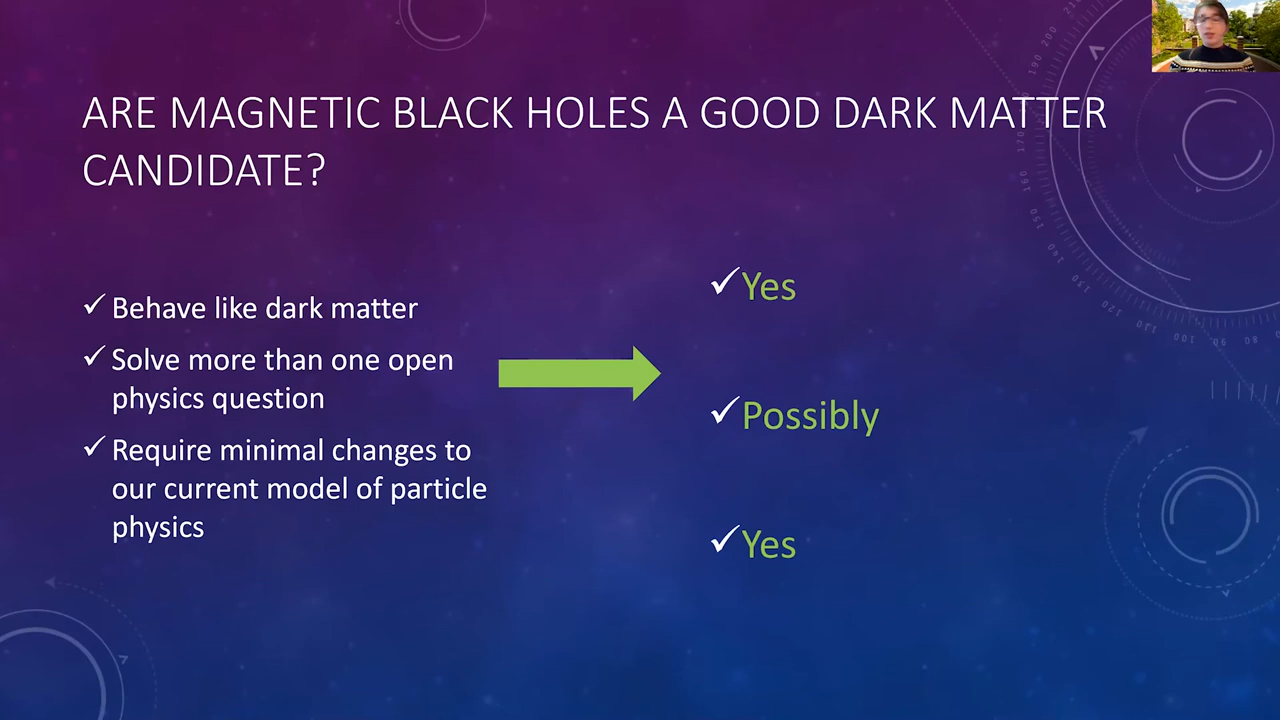 ARE MAGNETIC BLACK HOLES A GOOD DARK MATTER
CANDIDATE?
Behave like dark matter
Solve more than one open
physics question
Require minimal changes to
our current model of particle
physics
Yes
Possibly
Yes